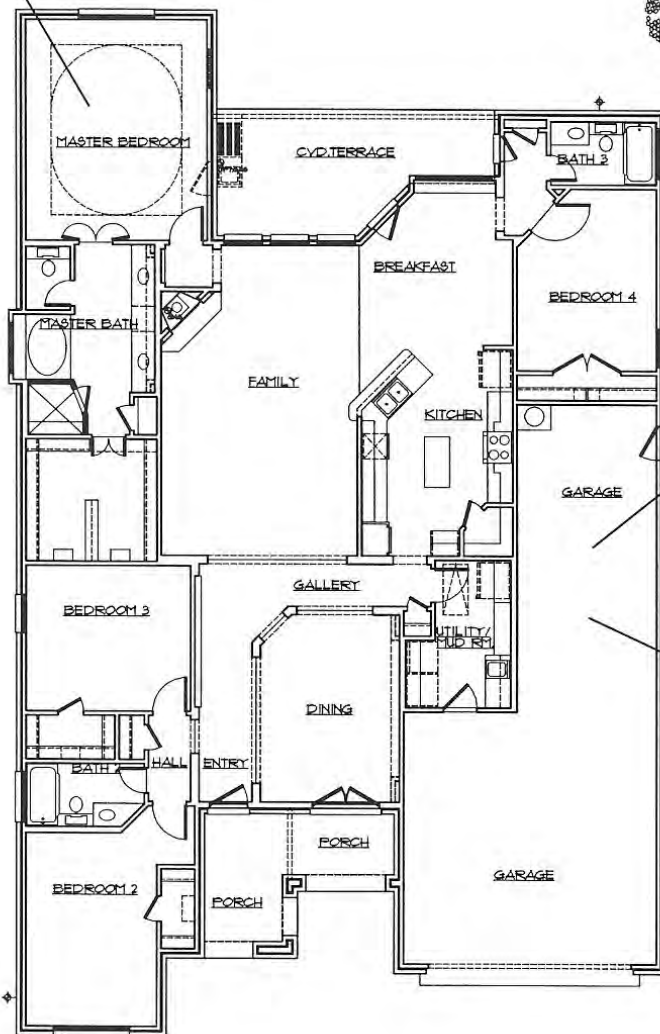 MASTER BEDROOM
CVD.TERRACE
BATH 3
BREAKFAST
BEDROOM 4
MASTER BATH
FAMILY
KITCHEN
GARAGE
GALLERY
BEDROOM 3
UTILITY/
MUD RM
DINING
HALL
ENTRY
BATH
PORCH
BEDROOM 2
PORCH
GARAGE